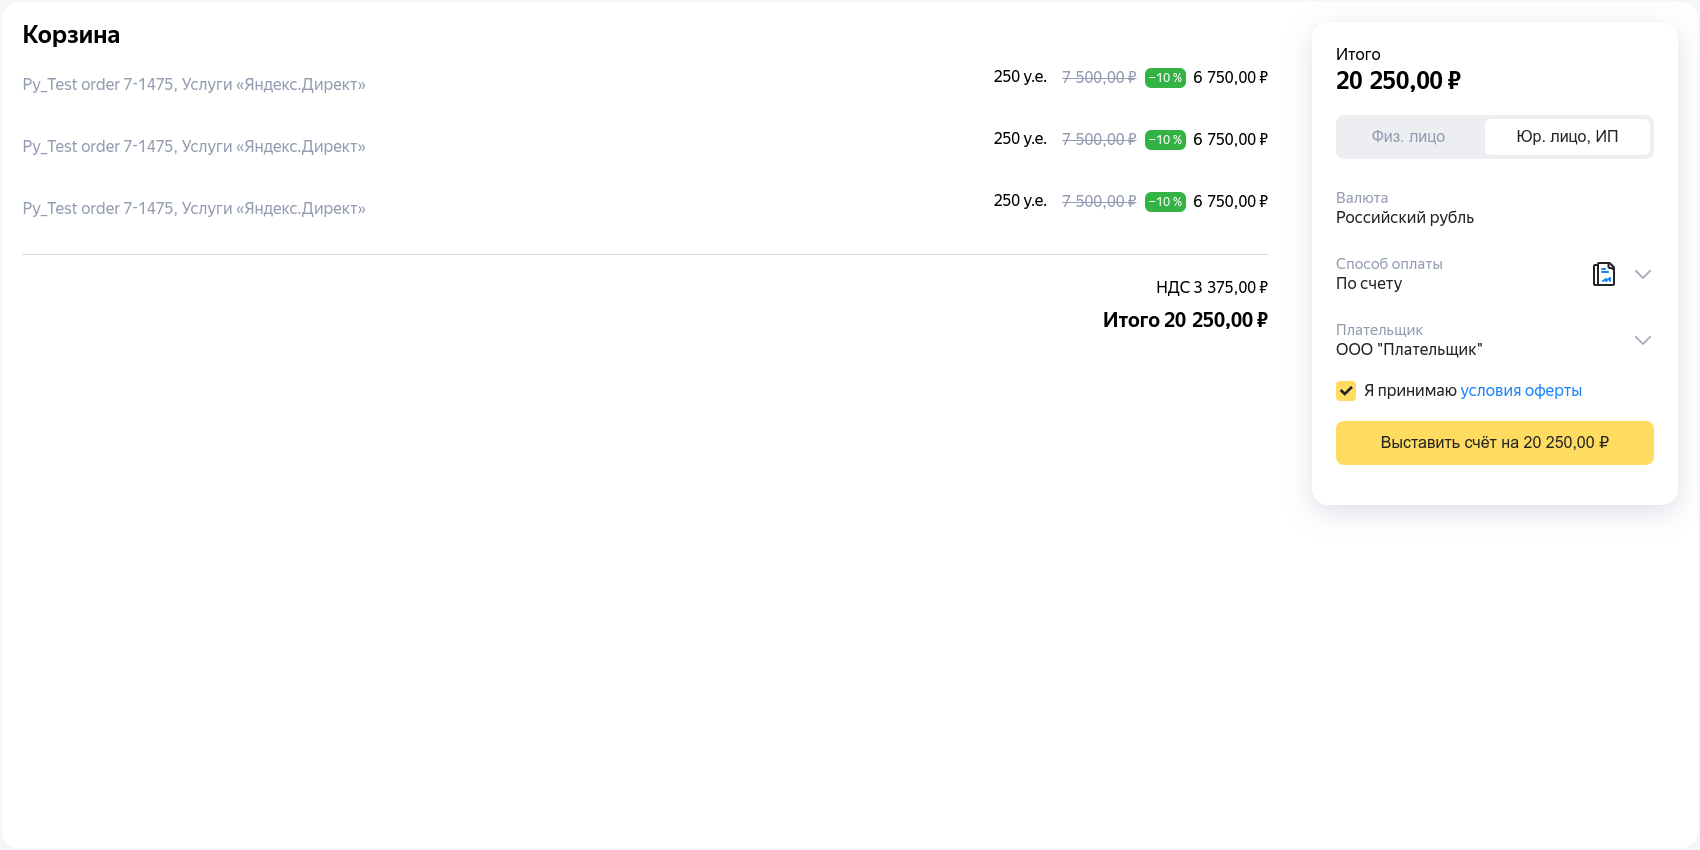 Корзина
Py_Test order 7-1475, Услуги «Яндекс.Директ»
250 у.е. 7 500,00 ₽ −10 % 6 750,00 ₽
Py_Test order 7-1475, Услуги «Яндекс.Директ»
250 у.е. 7 500,00 ₽ −10 % 6 750,00 ₽
Py_Test order 7-1475, Услуги «Яндекс.Директ»
250 у.е. 7 500,00 ₽ −10 % 6 750,00 ₽
НДС 3 375,00 ₽
Итого 20 250,00 ₽
Итого
20 250,00 ₽
Физ. лицо
Юр. лицо, ИП
Валюта
Российский рубль
Способ оплаты
По счету
Плательщик
ООО "Плательщик"
Я принимаю условия оферты
Выставить счёт на 20 250,00 ₽